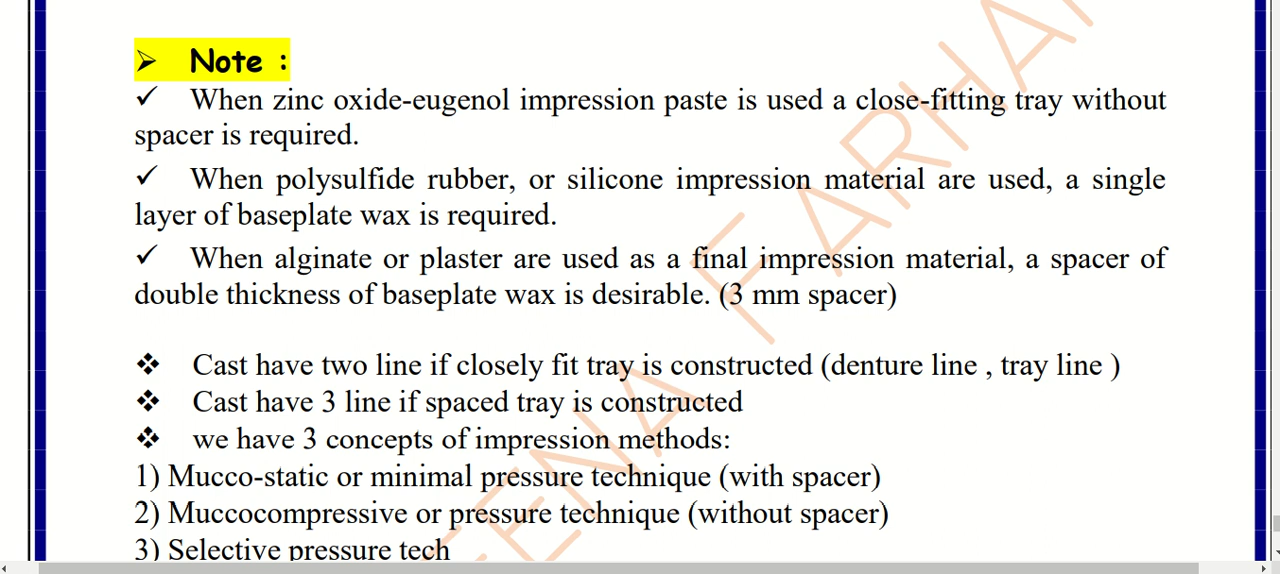 ➢ Note :
✓ When zinc oxide-eugenol impression paste is used a close-fitting tray without
spacer is required.
✓ When polysulfide rubber, or silicone impression material are used, a single
layer of baseplate wax is required.
✓ When alginate or plaster are used as a final impression material, a spacer of
double thickness of baseplate wax is desirable. (3 mm spacer)
❖ Cast have two line if closely fit tray is constructed (denture line , tray line )
❖ Cast have 3 line if spaced tray is constructed
❖ we have 3 concepts of impression methods:
1) Mucco-static or minimal pressure technique (with spacer)
2) Muccocompressive or pressure technique (without spacer)
3) Selective pressure tech